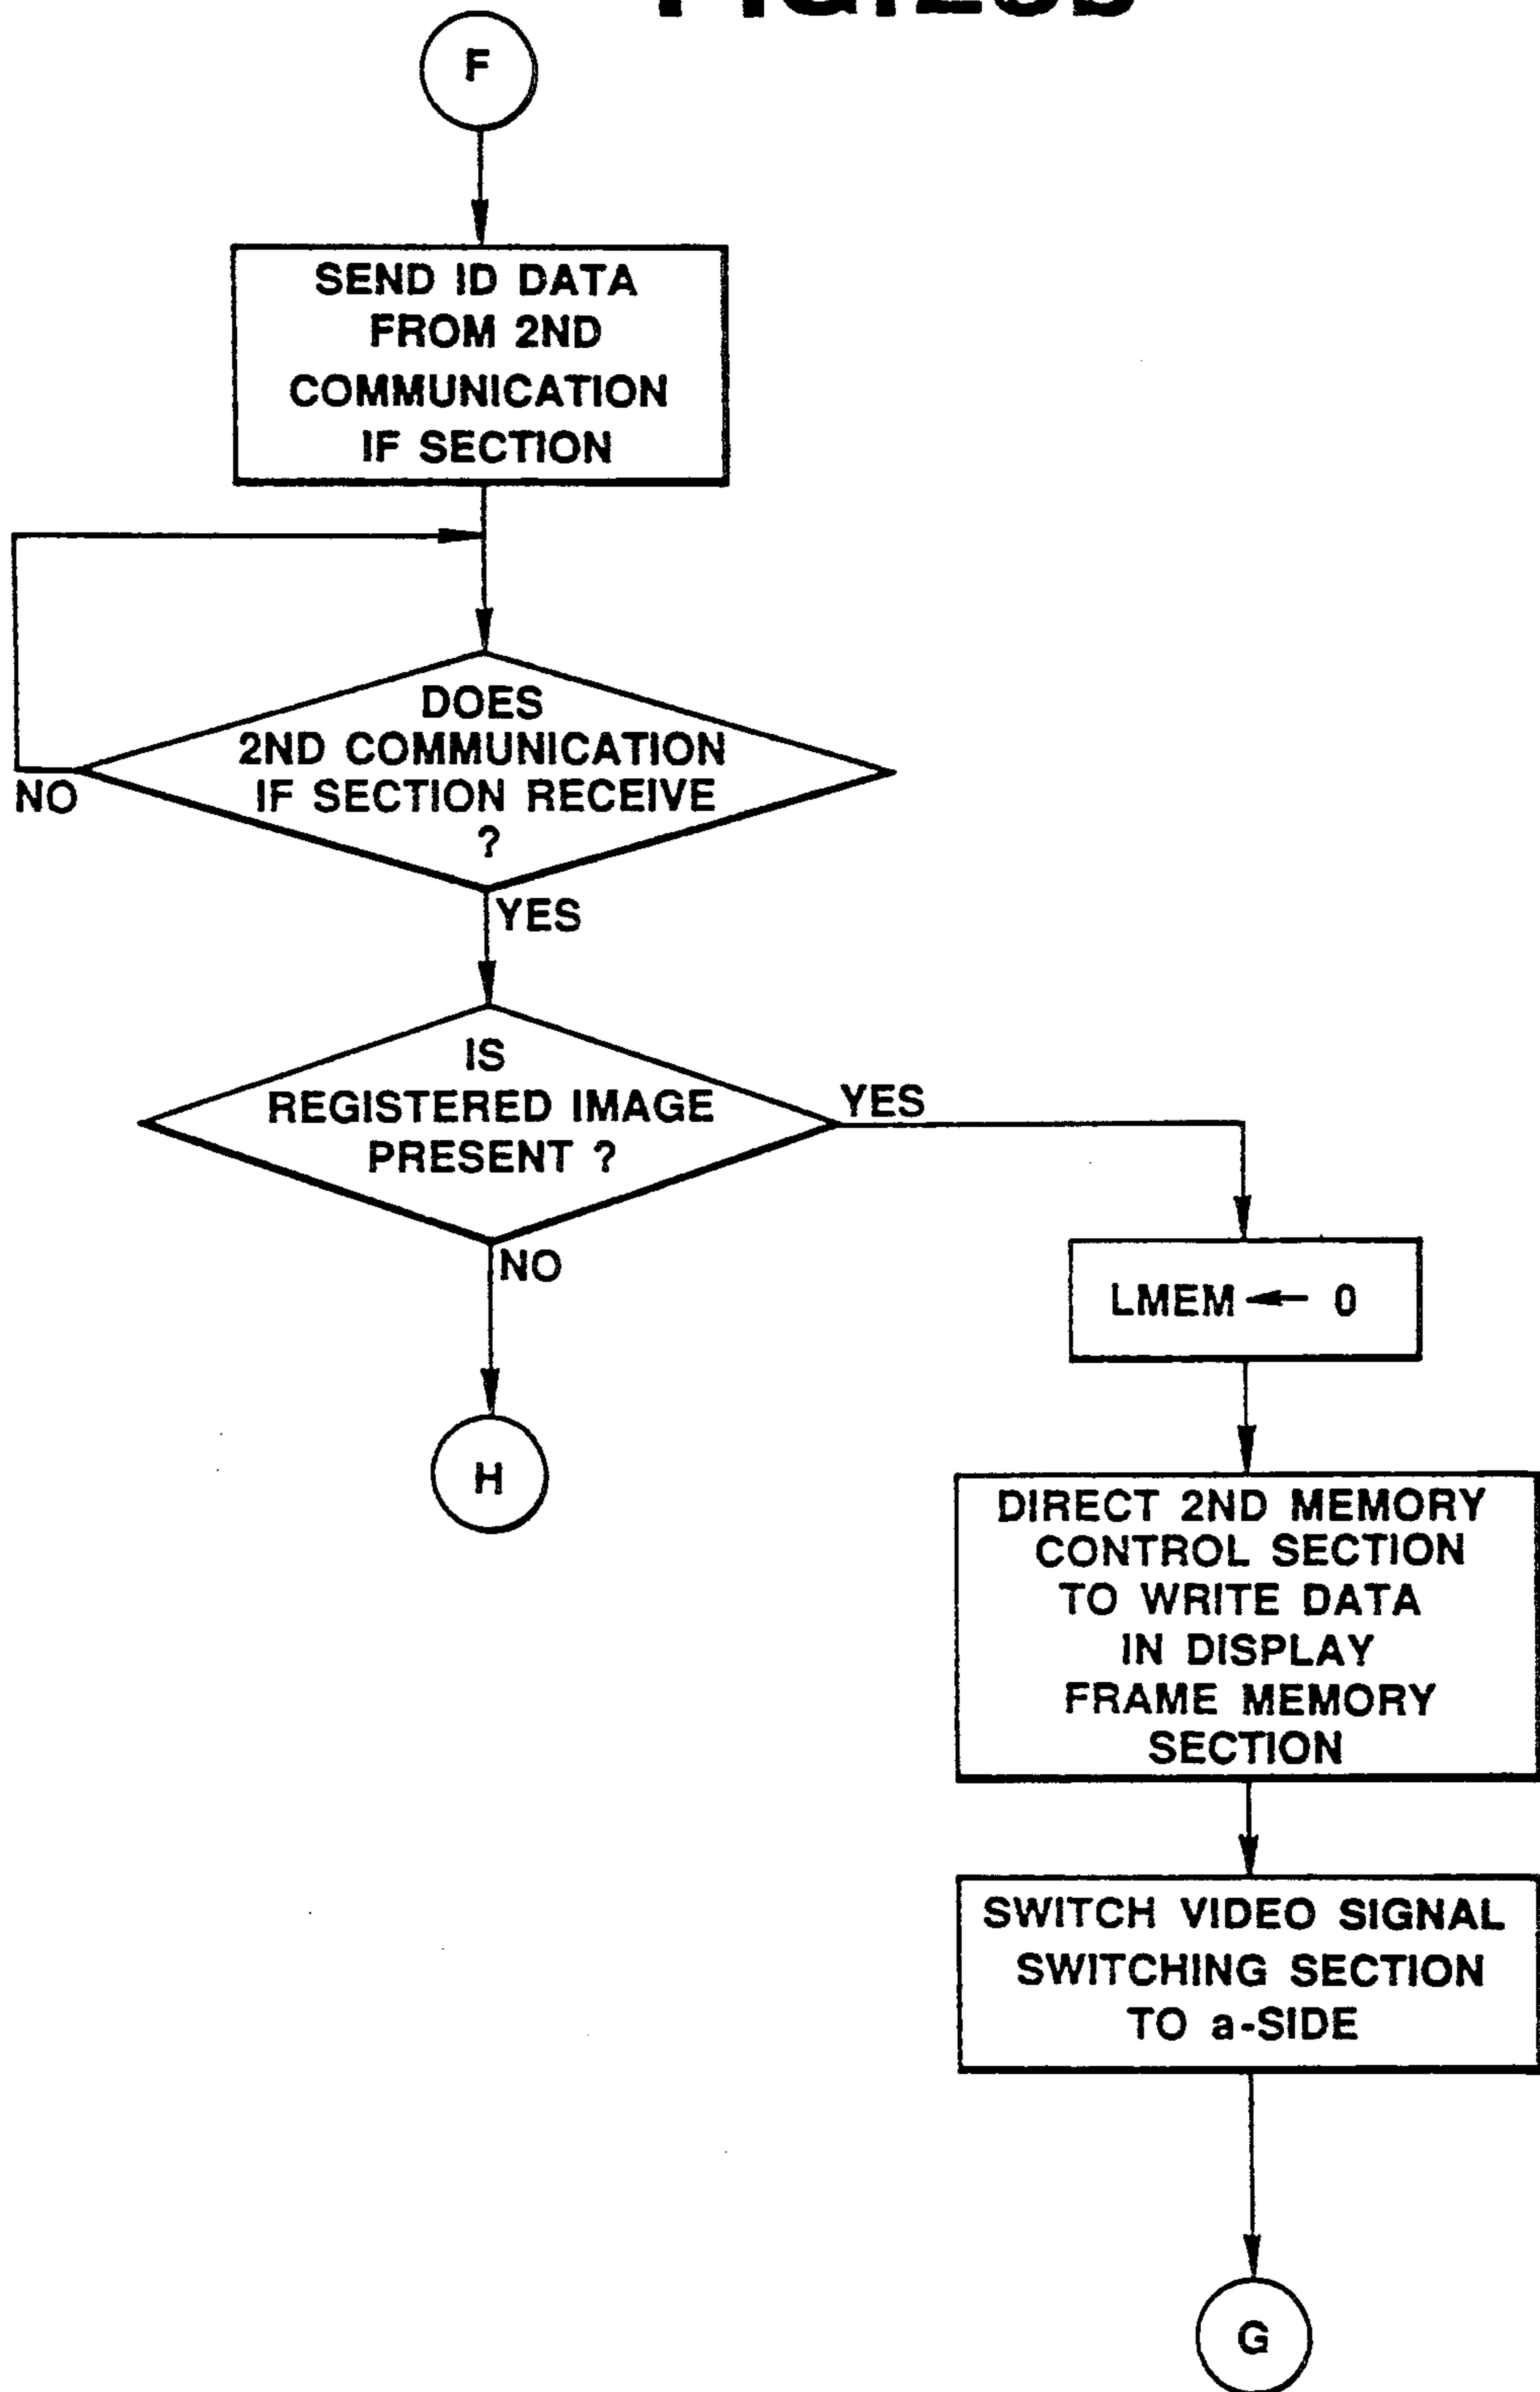 F
SEND ID DATA
FROM 2ND
COMMUNICATION
IF SECTION
DOES
2ND COMMUNICATION
IF SECTION RECEIVE
?
NO
YES
IS
REGISTERED IMAGE
PRESENT ?
YES
NO
H
LMEM ← 0
DIRECT 2ND MEMORY
CONTROL SECTION
TO WRITE DATA
IN DISPLAY
FRAME MEMORY
SECTION
SWITCH VIDEO SIGNAL
SWITCHING SECTION
TO a-SIDE
G